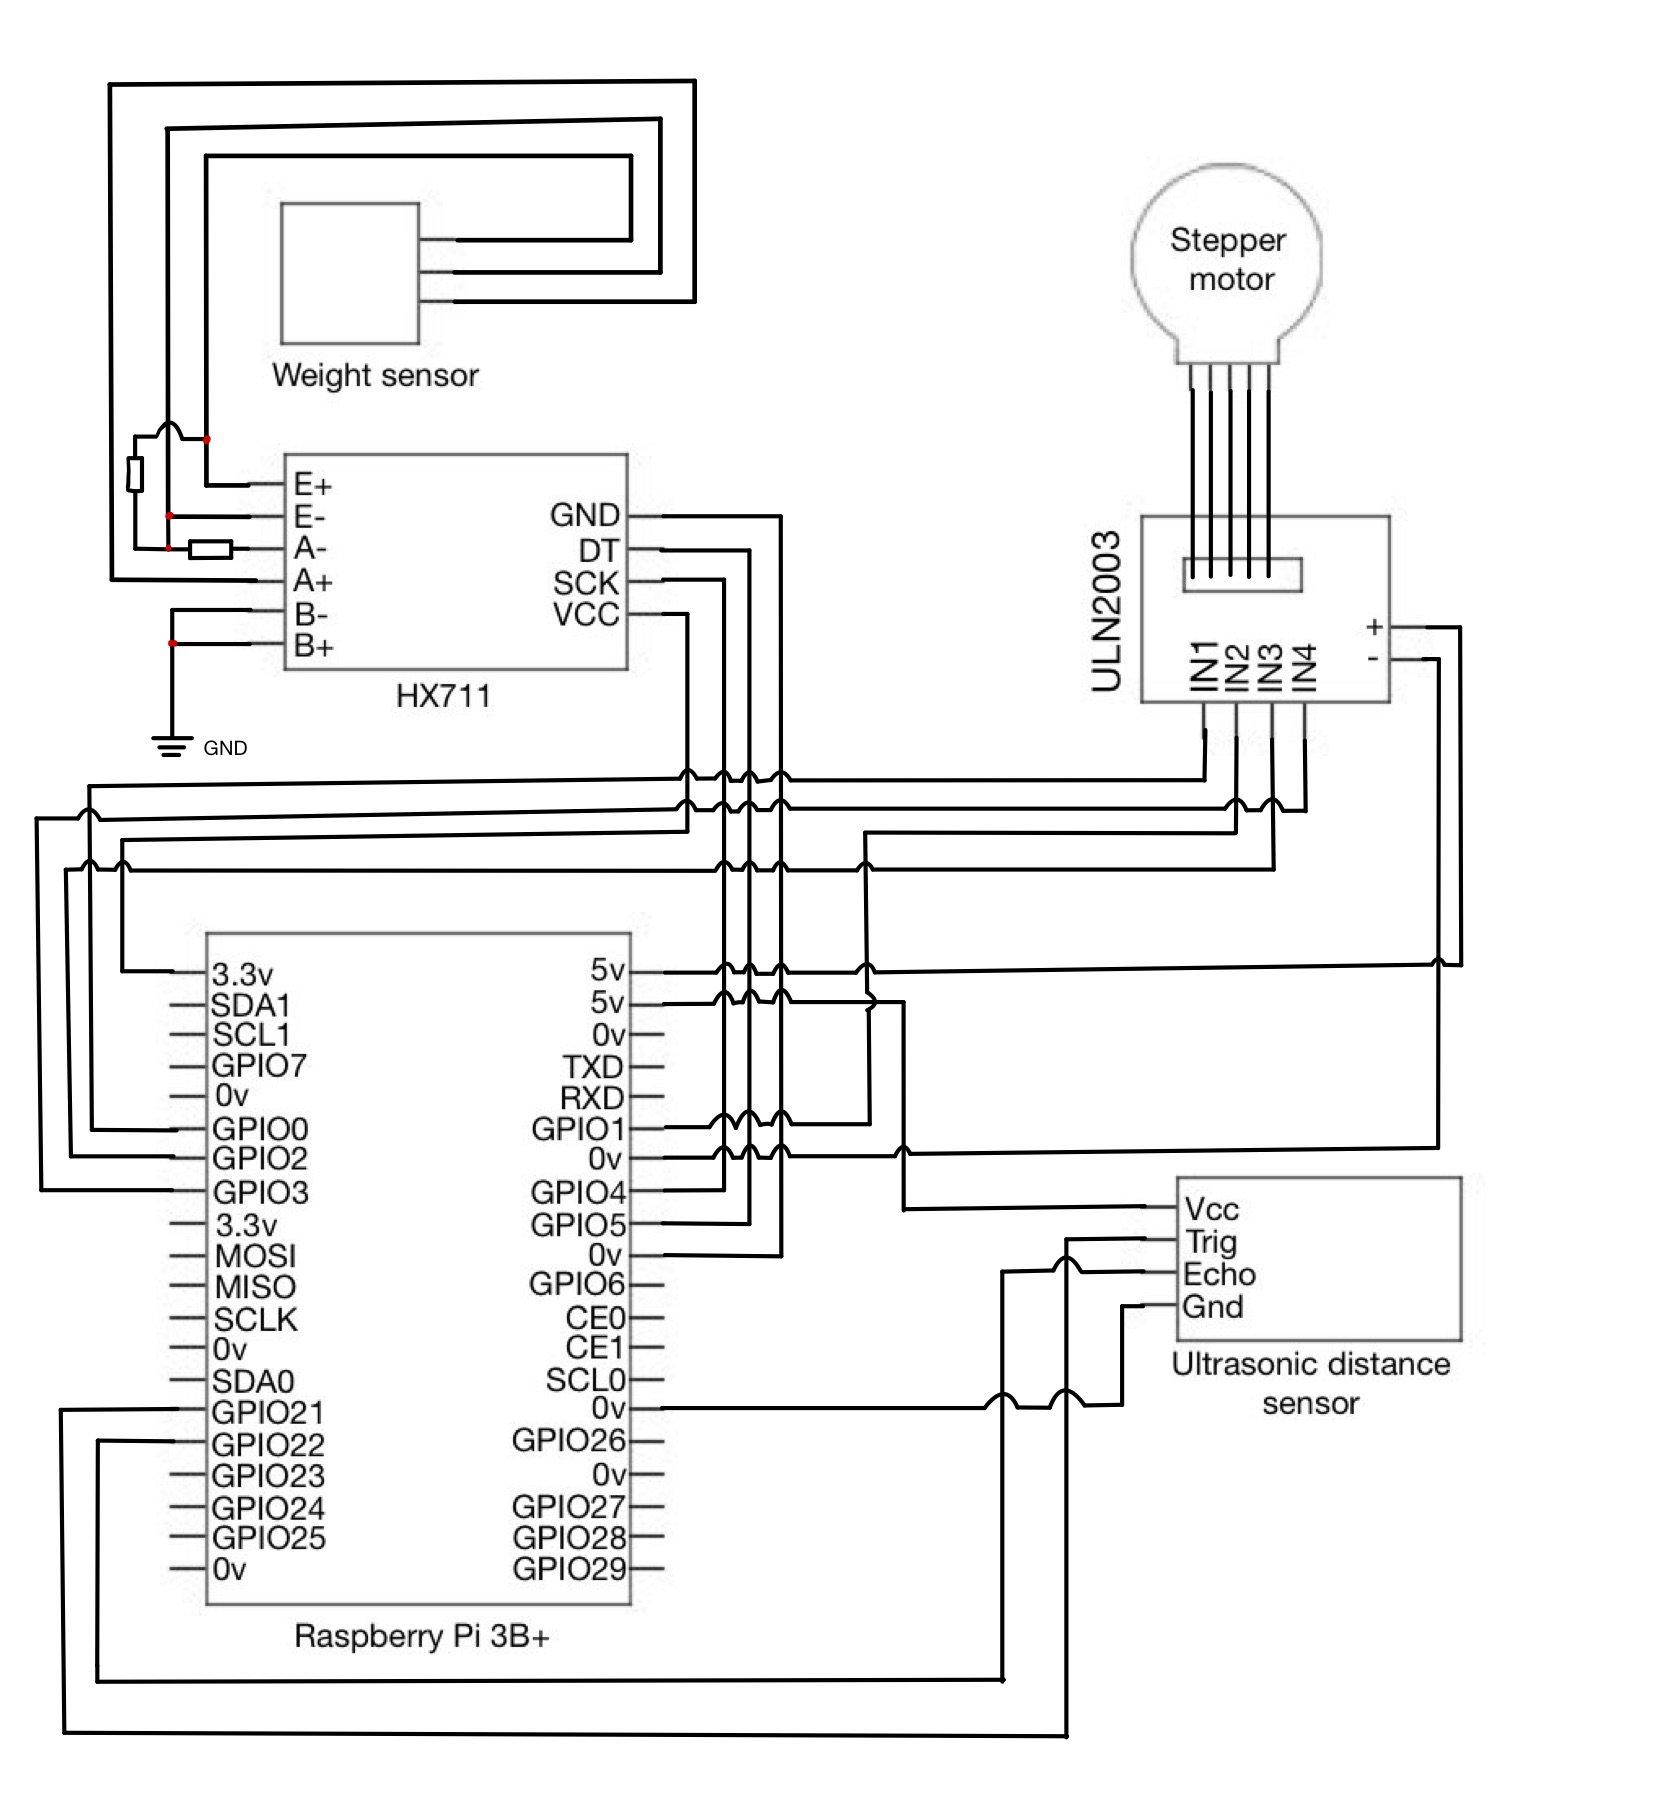 Stepper
motor
Weight sensor
E+
E-
A-
A+
B-
B+
GND
DT
SCK
VCC
HX711
GND
ULN2003
+
-
IN1
IN2
IN3
IN4
3.3v
SDA1
SCL1
GPIO7
0v
GPIO0
GPIO2
GPIO3
3.3v
MOSI
MISO
SCLK
0v
SDA0
GPIO21
GPIO22
GPIO23
GPIO24
GPIO25
0v
5v
5v
0v
TXD
RXD
GPIO1
0v
GPIO4
GPIO5
0v
GPIO6
CE0
CE1
SCL0
0v
GPIO26
0v
GPIO27
GPIO28
GPIO29
Raspberry Pi 3B+
Vcc
Trig
Echo
Gnd
Ultrasonic distance
sensor